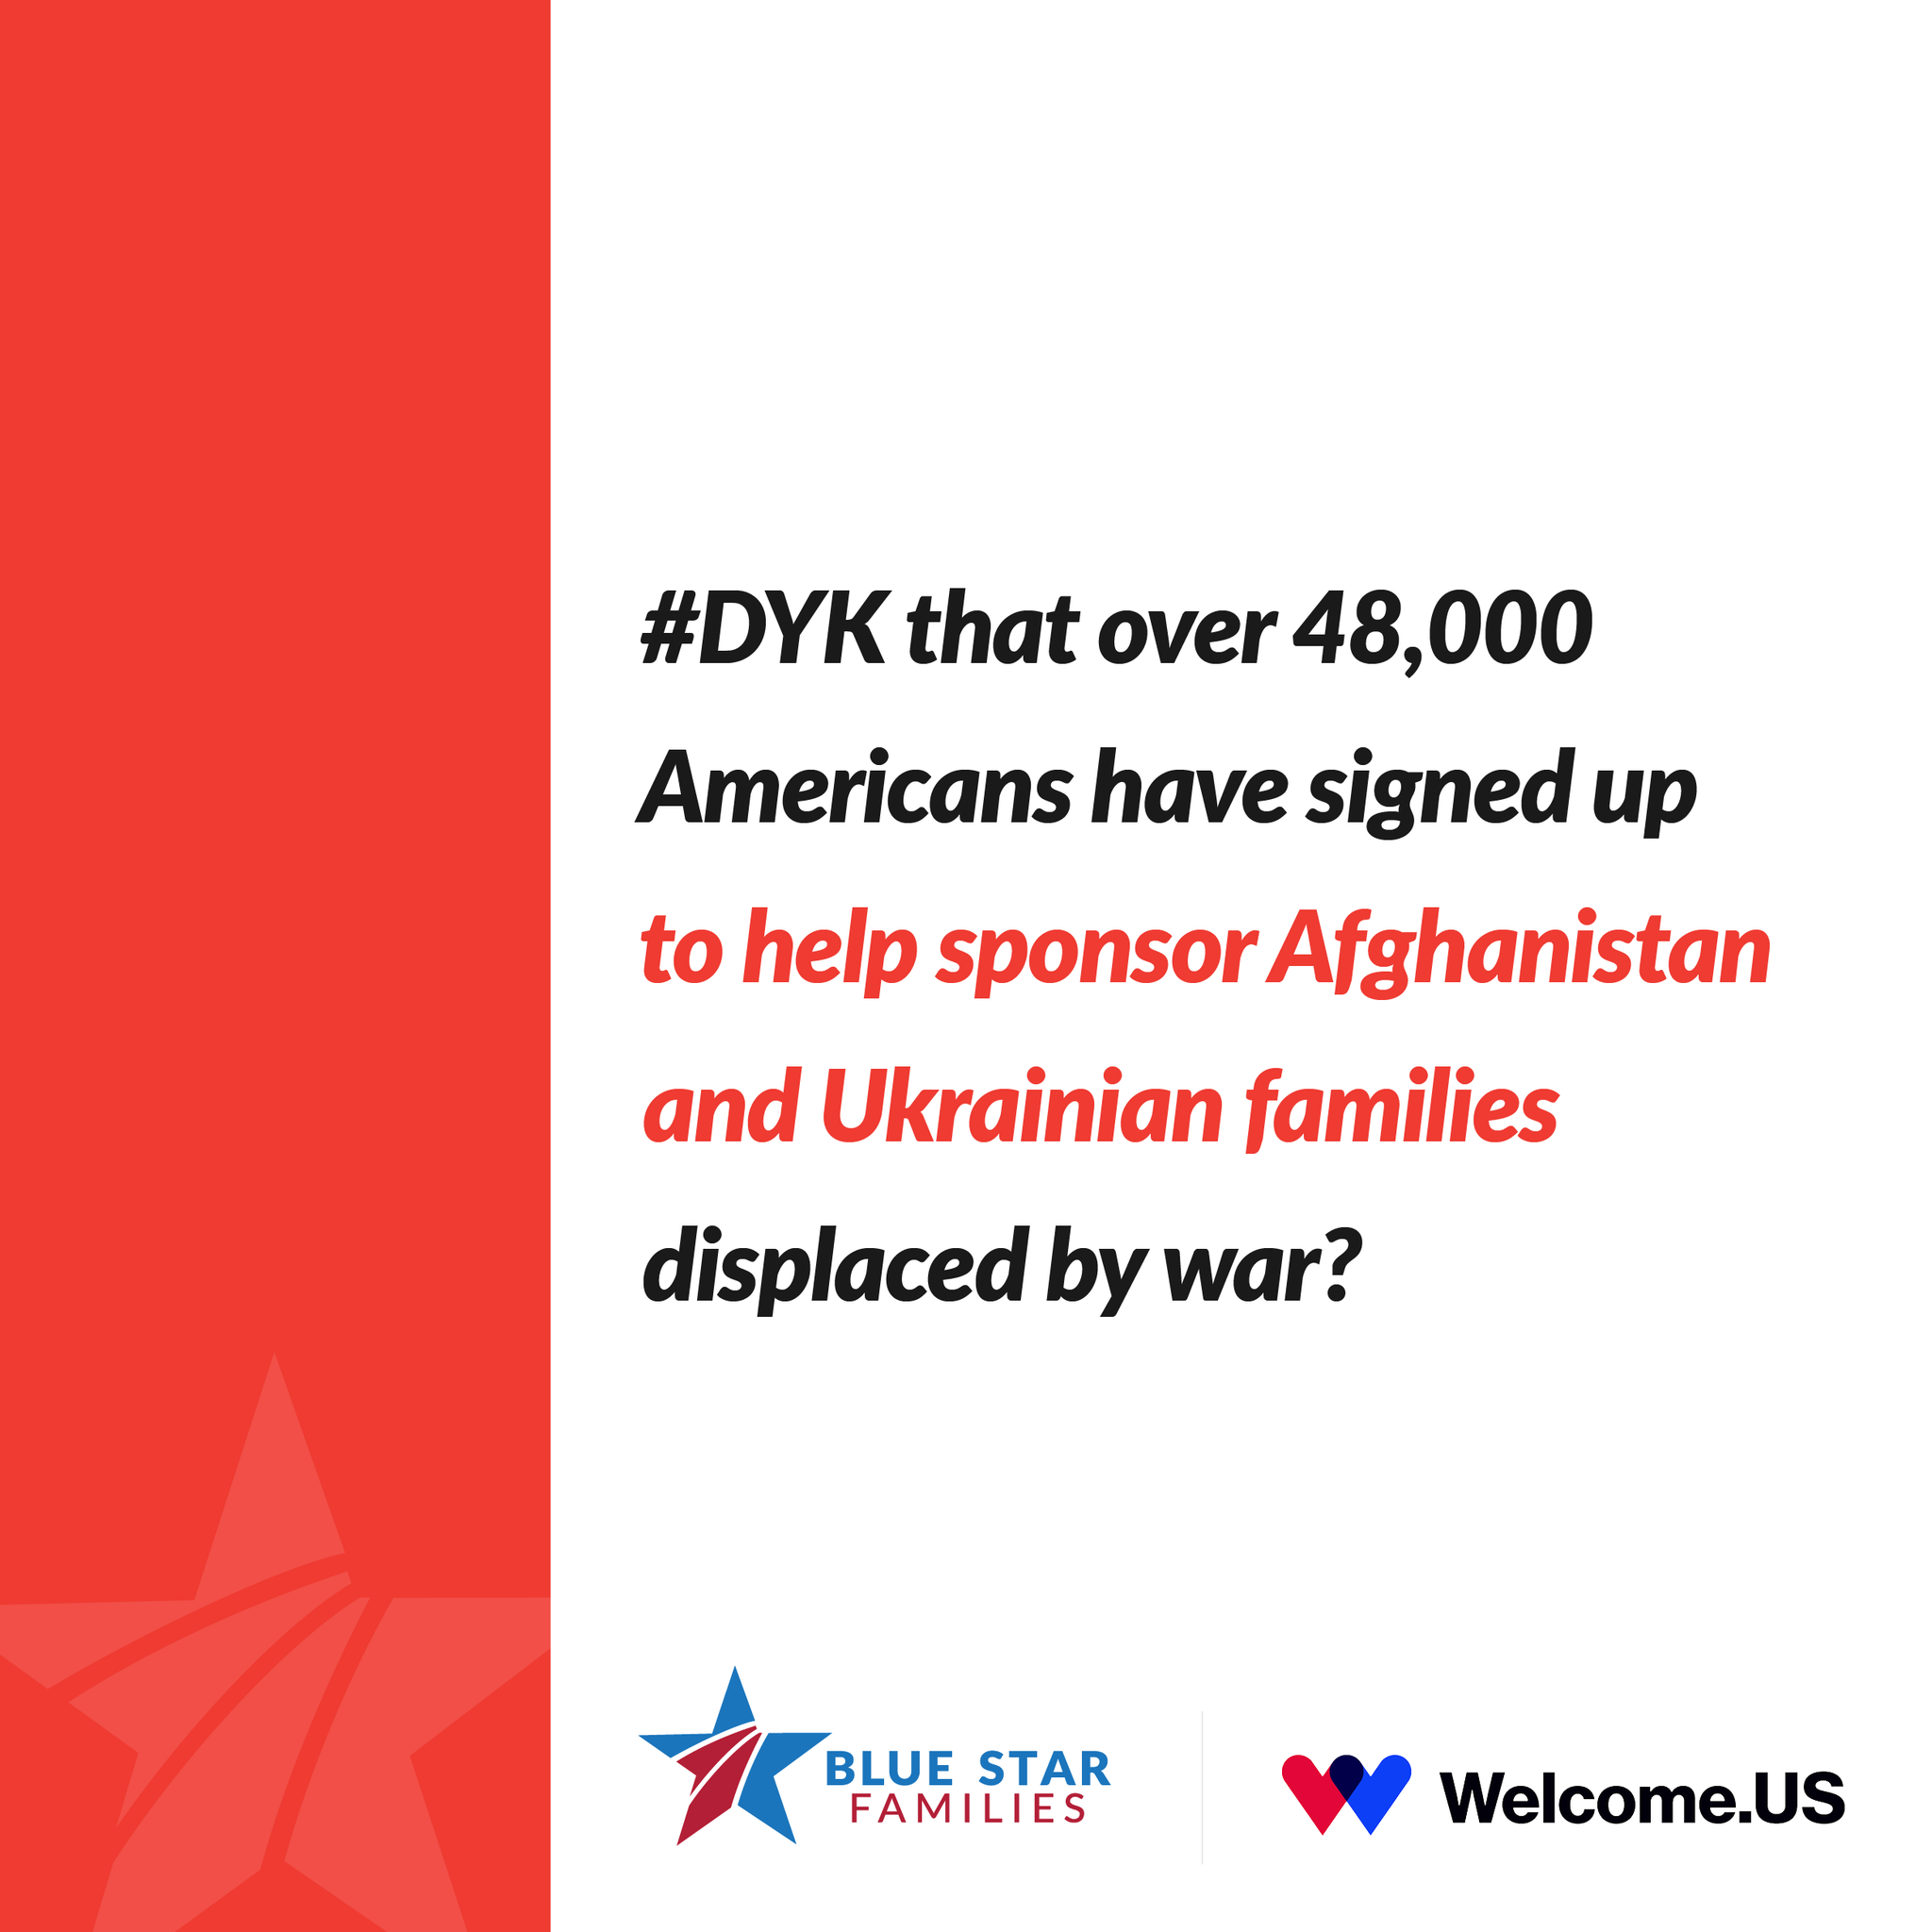 #DYK that over 48,000
Americans have signed up
to help sponsor Afghanistan
and Ukrainian families
displaced by war?
BLUE STAR
FAMILIES
Welcome.US